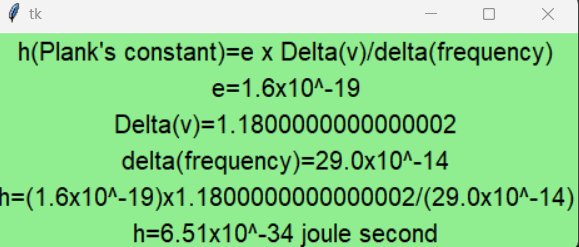 tk
h(Plank's constant)=e x Delta(v)/delta(frequency)
e=1.6x10^-19
Delta(v)=1.1800000000000002
delta(frequency)=29.0x10^-14
h=(1.6x10^-19)x1.1800000000000002/(29.0x10^-14)
h=6.51x10^-34 joule second